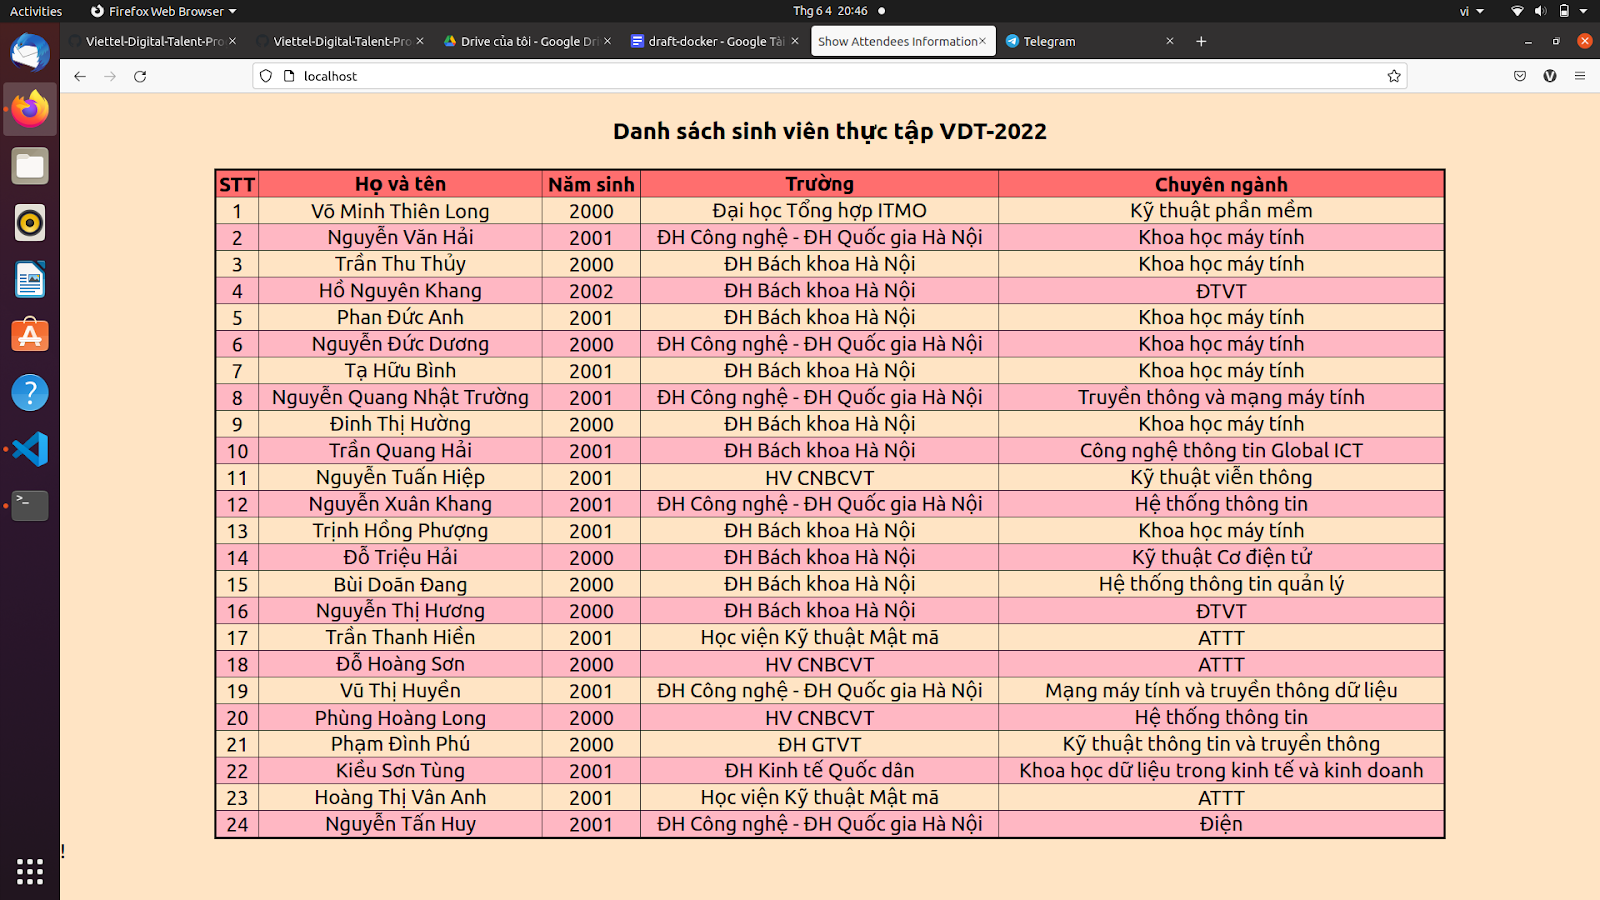 Activities Firefox Web Browser Thg 6 4 20:46 vi
Viettel-Digital-Talent-Pro Viettel-Digital-Talent-Pro Drive của tôi - Google Dri draft-docker - Google Tài Show Attendees Information Telegram
localhost
Danh sách sinh viên thực tập VDT-2022
STT Họ và tên Năm sinh Trường Chuyên ngành
1 Võ Minh Thiên Long 2000 Đại học Tổng hợp ITMO Kỹ thuật phần mềm
2 Nguyễn Văn Hải 2001 ĐH Công nghệ - ĐH Quốc gia Hà Nội Khoa học máy tính
3 Trần Thu Thủy 2000 ĐH Bách khoa Hà Nội Khoa học máy tính
4 Hồ Nguyên Khang 2002 ĐH Bách khoa Hà Nội ĐTVT
5 Phan Đức Anh 2001 ĐH Bách khoa Hà Nội Khoa học máy tính
6 Nguyễn Đức Dương 2000 ĐH Công nghệ - ĐH Quốc gia Hà Nội Khoa học máy tính
7 Tạ Hữu Bình 2001 ĐH Bách khoa Hà Nội Khoa học máy tính
8 Nguyễn Quang Nhật Trường 2001 ĐH Công nghệ - ĐH Quốc gia Hà Nội Truyền thông và mạng máy tính
9 Đinh Thị Hường 2000 ĐH Bách khoa Hà Nội Khoa học máy tính
10 Trần Quang Hải 2001 ĐH Bách khoa Hà Nội Công nghệ thông tin Global ICT
11 Nguyễn Tuấn Hiệp 2001 HV CNBCVT Kỹ thuật viễn thông
12 Nguyễn Xuân Khang 2001 ĐH Công nghệ - ĐH Quốc gia Hà Nội Hệ thống thông tin
13 Trịnh Hồng Phượng 2001 ĐH Bách khoa Hà Nội Khoa học máy tính
14 Đỗ Triệu Hải 2000 ĐH Bách khoa Hà Nội Kỹ thuật Cơ điện tử
15 Bùi Doãn Đang 2000 ĐH Bách khoa Hà Nội Hệ thống thông tin quản lý
16 Nguyễn Thị Hương 2000 ĐH Bách khoa Hà Nội ĐTVT
17 Trần Thanh Hiền 2001 Học viện Kỹ thuật Mật mã ATTT
18 Đỗ Hoàng Sơn 2000 HV CNBCVT ATTT
19 Vũ Thị Huyền 2001 ĐH Công nghệ - ĐH Quốc gia Hà Nội Mạng máy tính và truyền thông dữ liệu
20 Phùng Hoàng Long 2000 HV CNBCVT Hệ thống thông tin
21 Phạm Đình Phú 2000 ĐH GTVT Kỹ thuật thông tin và truyền thông
22 Kiều Sơn Tùng 2001 ĐH Kinh tế Quốc dân Khoa học dữ liệu trong kinh tế và kinh doanh
23 Hoàng Thị Vân Anh 2001 Học viện Kỹ thuật Mật mã ATTT
24 Nguyễn Tấn Huy 2001 ĐH Công nghệ - ĐH Quốc gia Hà Nội Điện
!